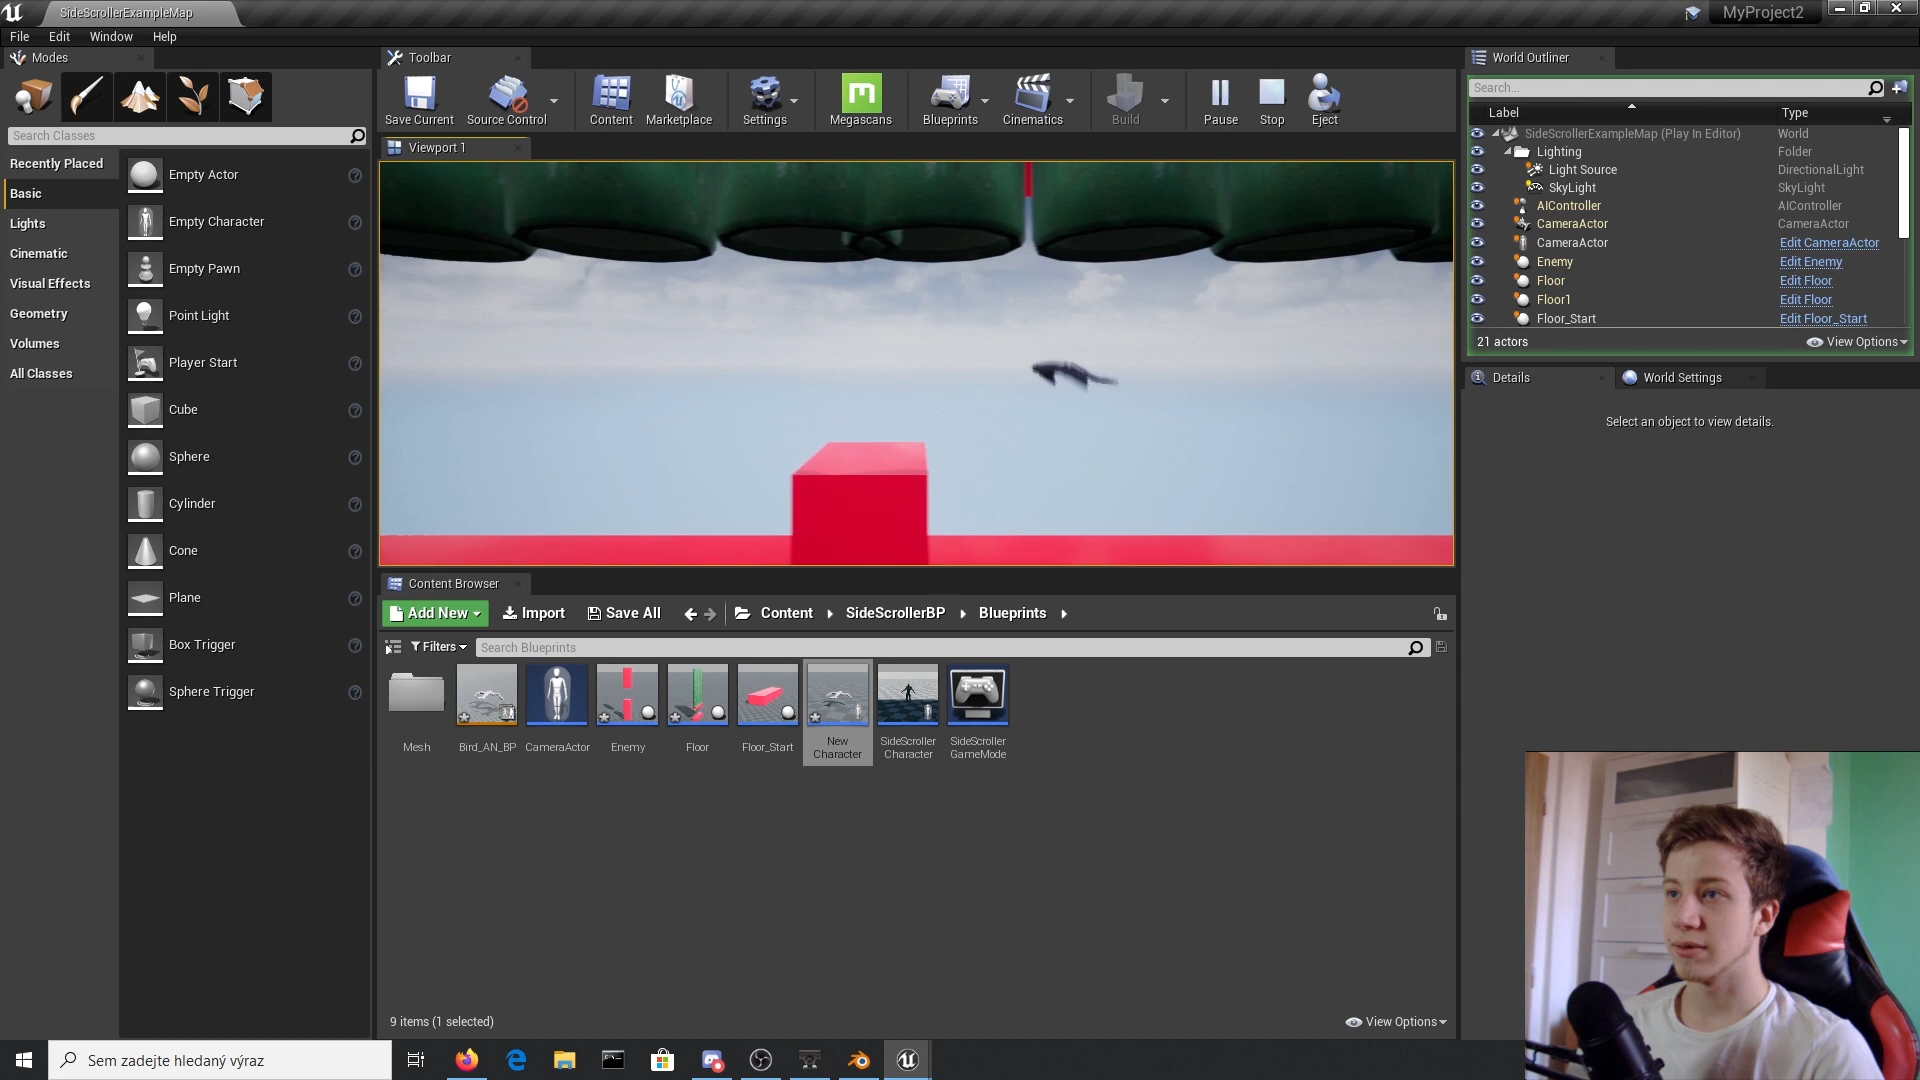 SideScrollerExampleMap
MyProject2
File Edit Window Help
Modes
Search Classes
Recently Placed
Basic
Lights
Cinematic
Visual Effects
Geometry
Volumes
All Classes
Empty Actor
Empty Character
Empty Pawn
Point Light
Player Start
Cube
Sphere
Cylinder
Cone
Plane
Box Trigger
Sphere Trigger
Toolbar
Save Current Source Control Content Marketplace Settings Megascans Blueprints Cinematics Build Pause Stop Eject
Viewport 1
Content Browser
Add New Import Save All Content SideScrollerBP Blueprints
Filters Search Blueprints
Mesh Bird_AN_BP CameraActor Enemy Floor Floor_Start New Character SideScroller Character SideScroller GameMode
9 items (1 selected) View Options
World Outliner
Search...
Label Type
SideScrollerExampleMap (Play In Editor) World
Lighting Folder
Light Source DirectionalLight
SkyLight SkyLight
AIController AIController
CameraActor CameraActor
CameraActor Edit CameraActor
Enemy Edit Enemy
Floor Edit Floor
Floor1 Edit Floor
Floor_Start Edit Floor_Start
21 actors View Options
Details World Settings
Select an object to view details.
Sem zadejte hledaný výraz